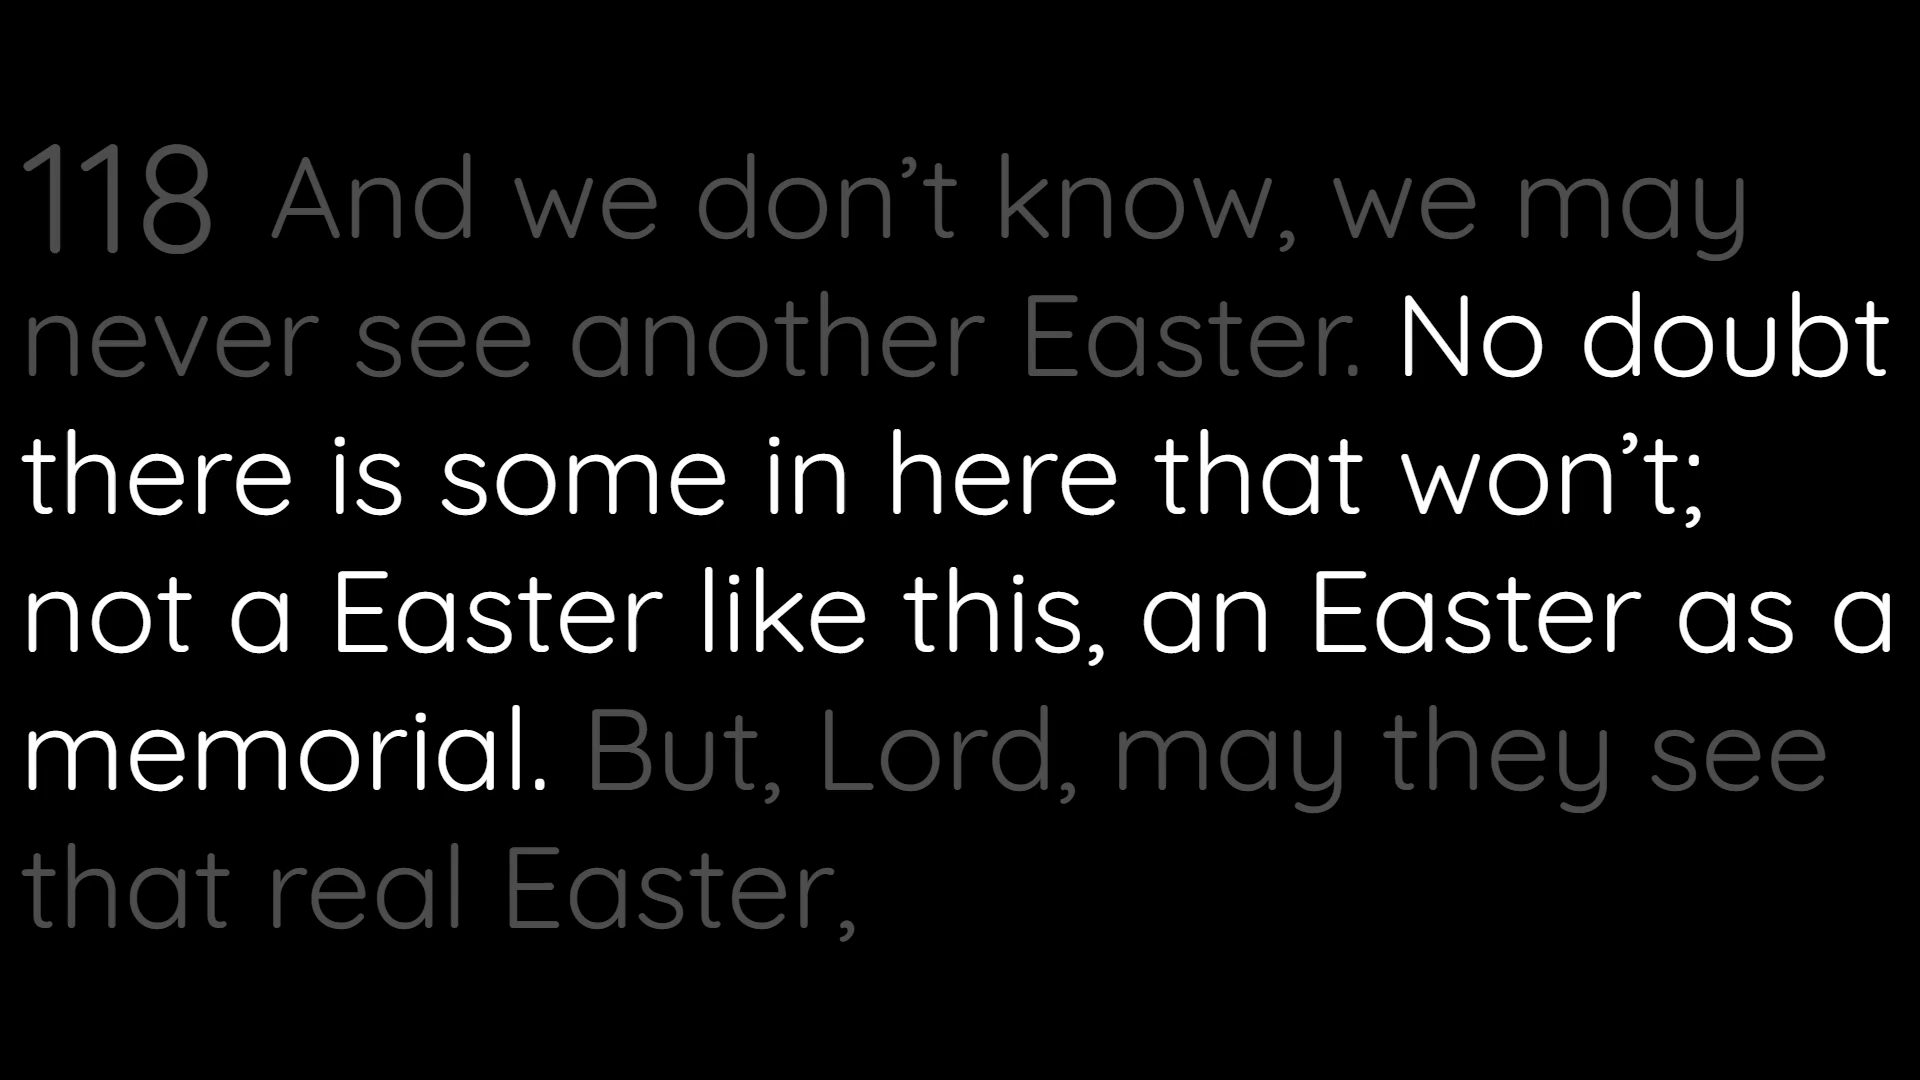 118 And we don’t know, we may
never see another Easter. No doubt
there is some in here that won’t;
not a Easter like this, an Easter as a
memorial. But, Lord, may they see
that real Easter,